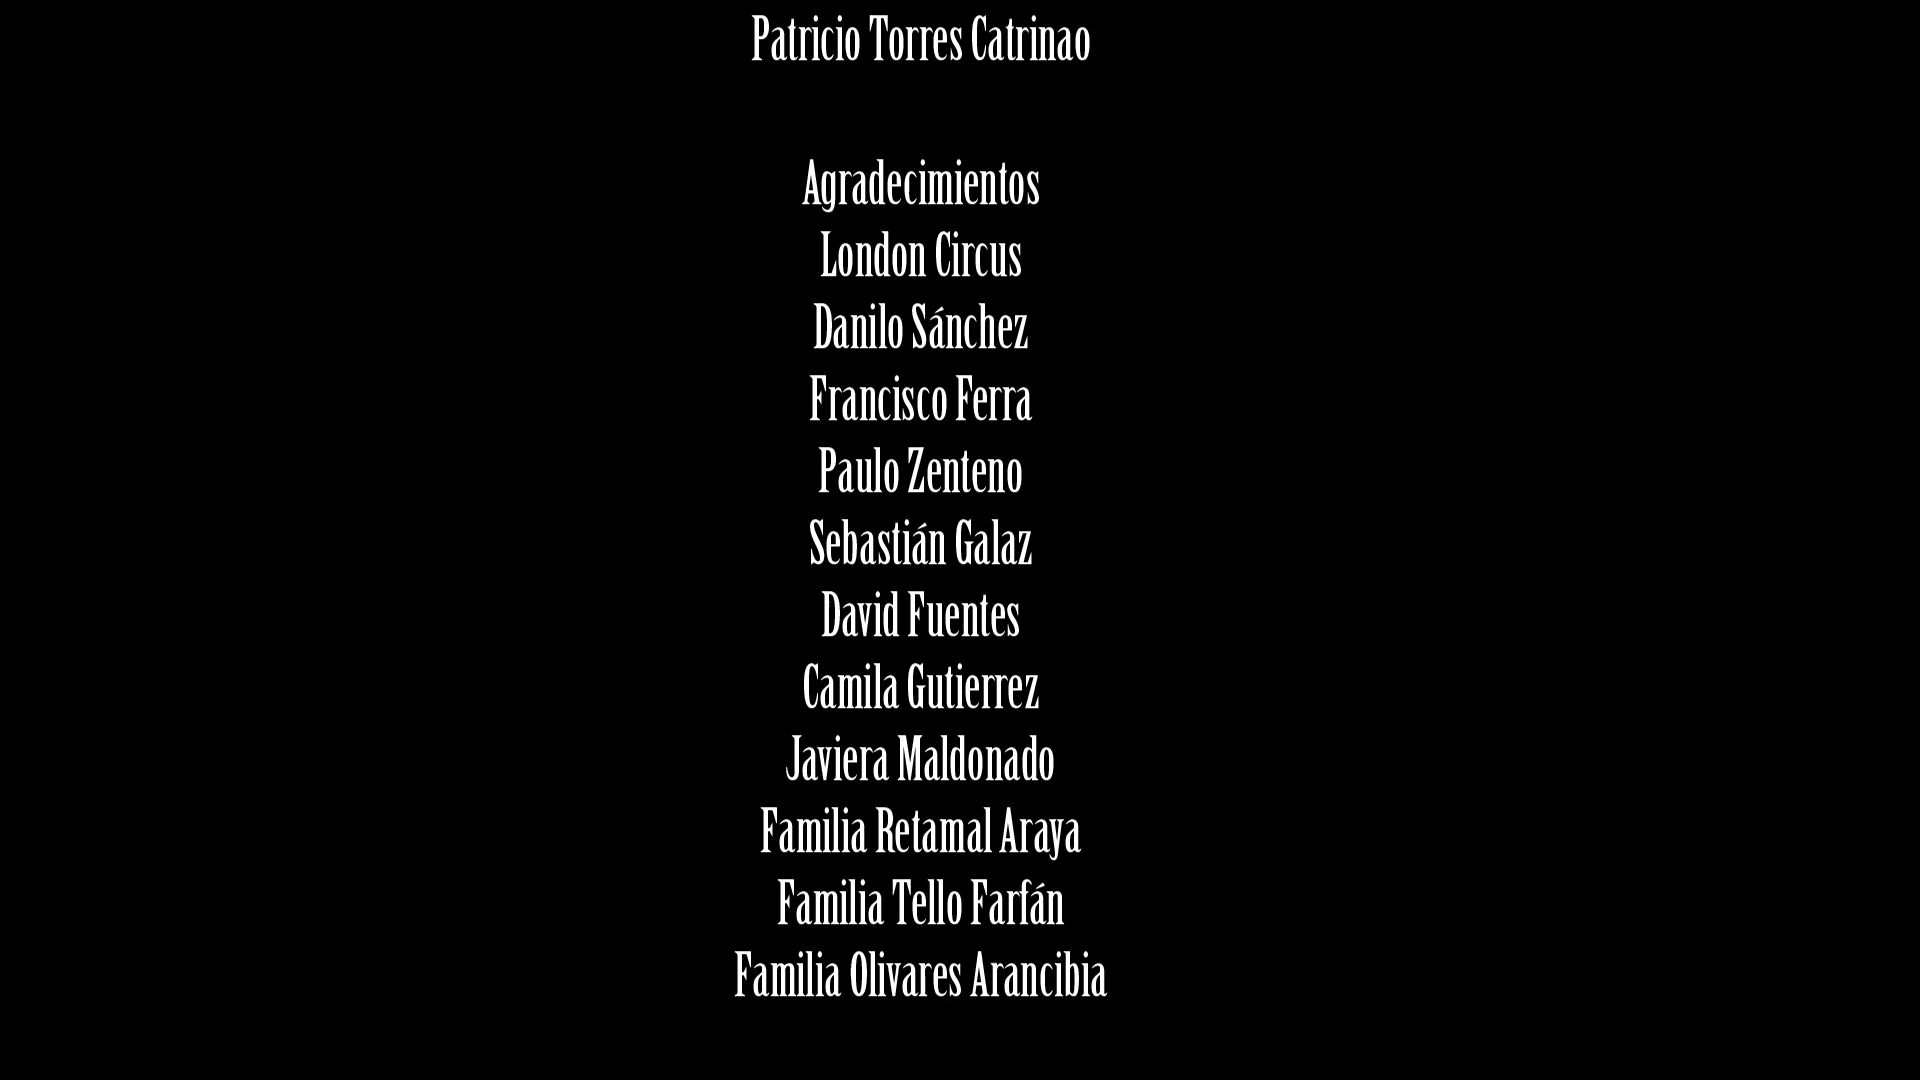 Patricio Torres Catrinao
Agradecimientos
London Circus
Danilo Sánchez
Francisco Ferra
Paulo Zenteno
Sebastián Galaz
David Fuentes
Camila Gutierrez
Javiera Maldonado
Familia Retamal Araya
Familia Tello Farfán
Familia Olivares Arancibia